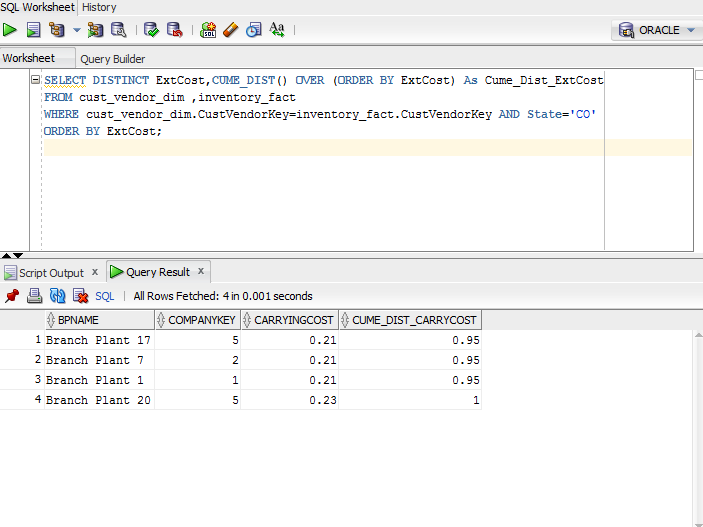 SQL Worksheet History
SQL Aa
ORACLE
Worksheet Query Builder
SELECT DISTINCT ExtCost,CUME_DIST() OVER (ORDER BY ExtCost) As Cume_Dist_ExtCost
FROM cust_vendor_dim ,inventory_fact
WHERE cust_vendor_dim.CustVendorKey=inventory_fact.CustVendorKey AND State='CO'
ORDER BY ExtCost;
Script Output x Query Result x
SQL | All Rows Fetched: 4 in 0.001 seconds
BPNAME COMPANYKEY CARRYINGCOST CUME_DIST_CARRYCOST
1 Branch Plant 17 5 0.21 0.95
2 Branch Plant 7 2 0.21 0.95
3 Branch Plant 1 1 0.21 0.95
4 Branch Plant 20 5 0.23 1